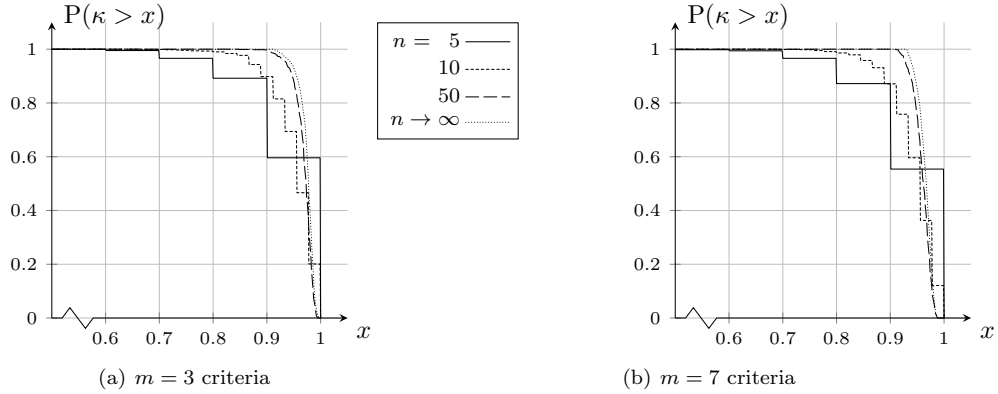 P(κ > x)
1
0.8
0.6
0.4
0.2
0
0.6 0.7 0.8 0.9 1
x
(a) m = 3 criteria
n = 5
10
50
n → ∞
P(κ > x)
1
0.8
0.6
0.4
0.2
0
0.6 0.7 0.8 0.9 1
x
(b) m = 7 criteria